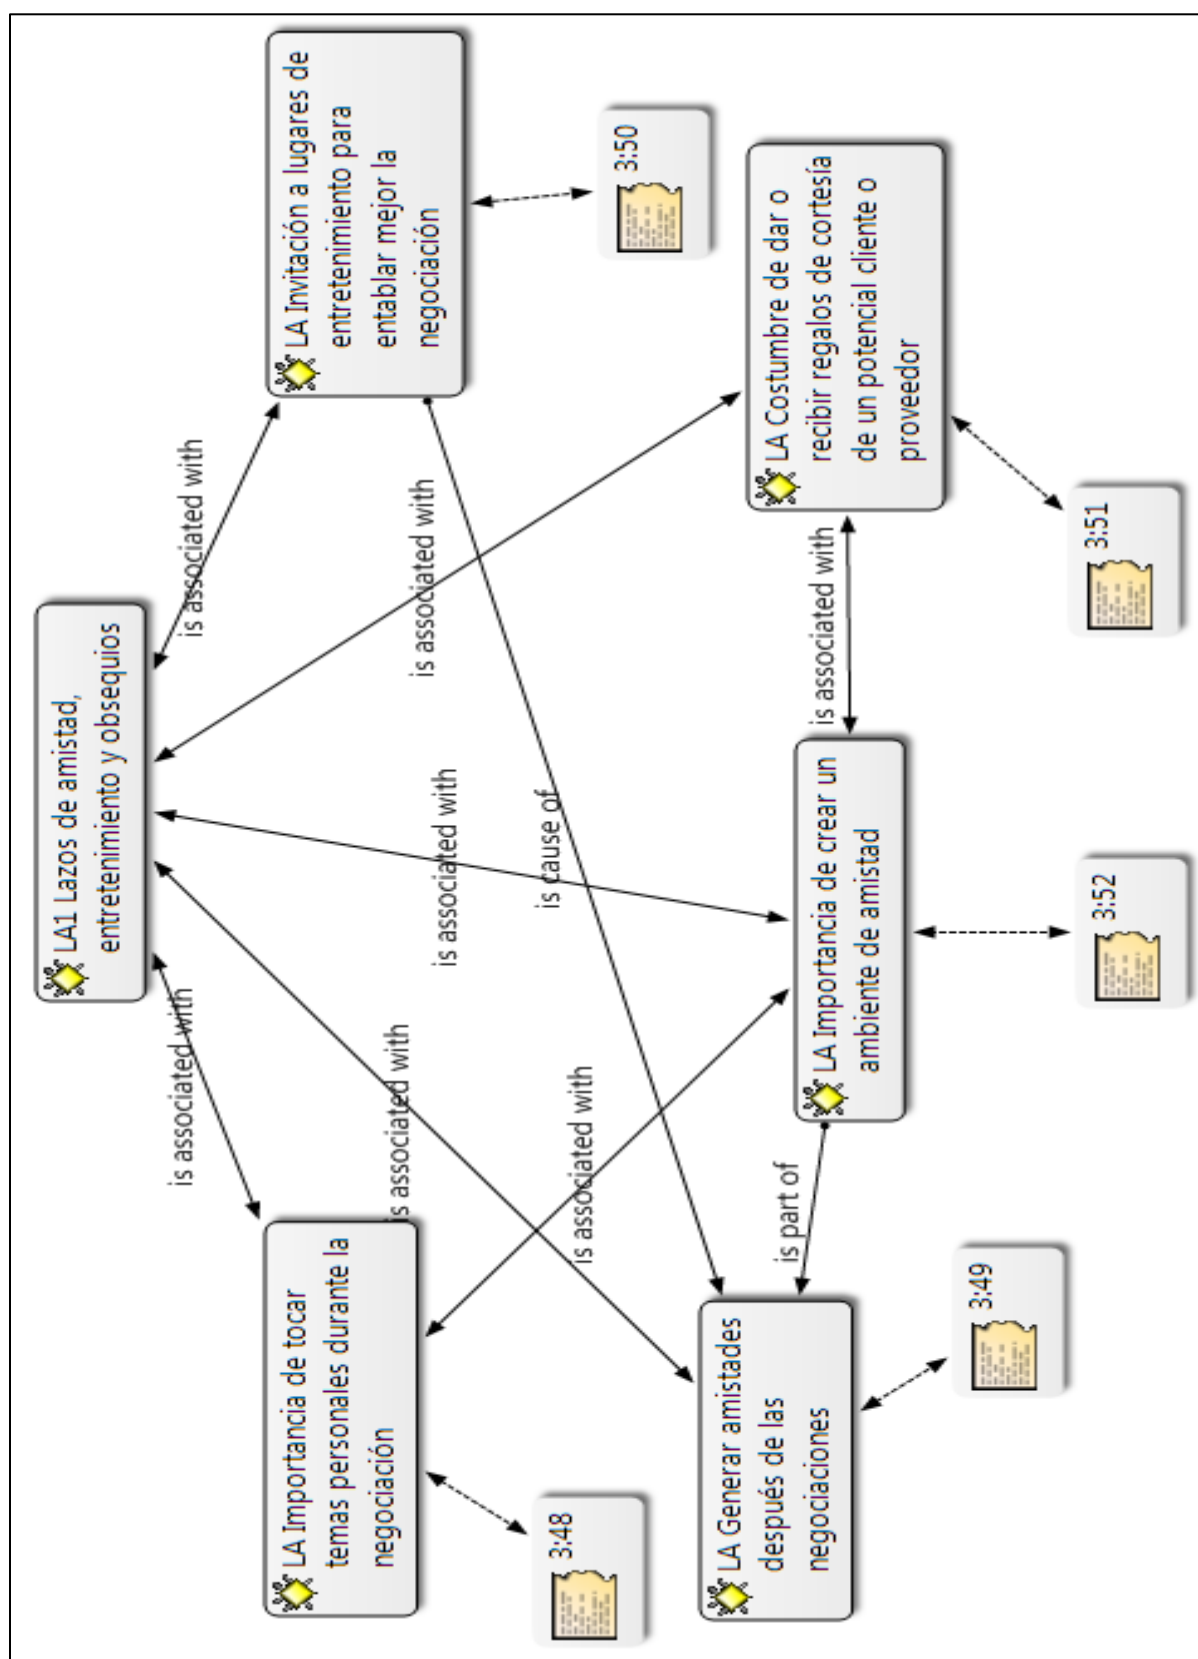 LA1 Lazos de amistad,
entretenimiento y obsequios
is associated with
is associated with
LA Importancia de tocar
temas personales durante la
negociación
LA Invitación a lugares de
entretenimiento para
entablar mejor la
negociación
is associated with
is associated with
is associated with
is cause of
is associated with
3:48
3:50
LA Generar amistades
después de las
negociaciones
is part of
LA Importancia de crear un
ambiente de amistad
is associated with
LA Costumbre de dar o
recibir regalos de cortesía
de un potencial cliente o
proveedor
3:49
3:52
3:51